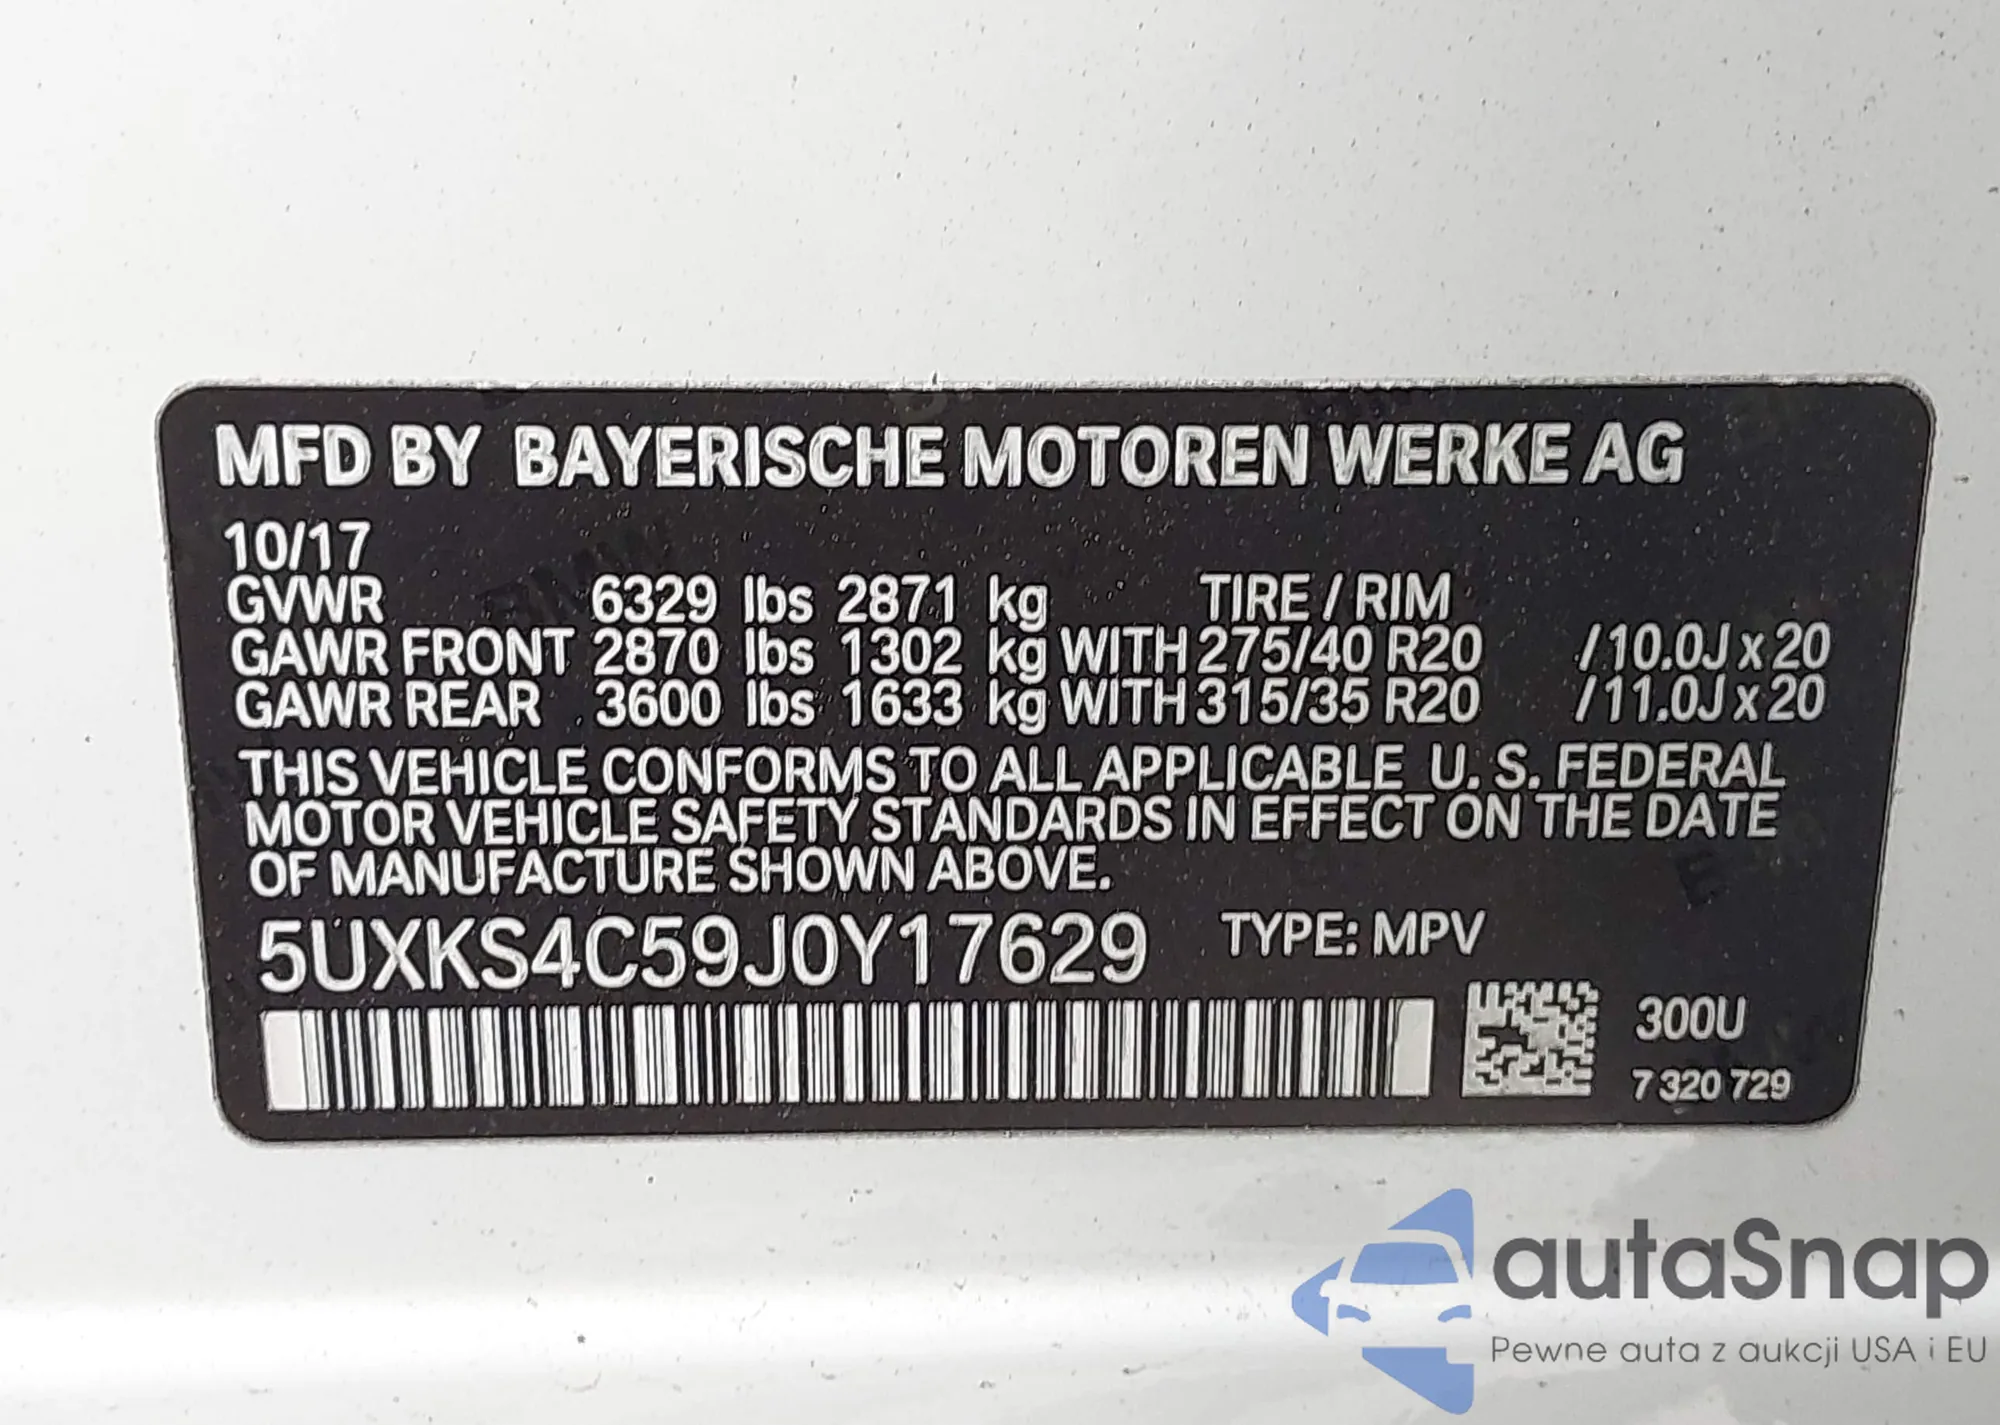 MFD BY BAYERISCHE MOTOREN WERKE AG
10/17
GVWR 6329 lbs 2871 kg TIRE / RIM
GAWR FRONT 2870 lbs 1302 kg WITH 275/40 R20 / 10.0J x 20
GAWR REAR 3600 lbs 1633 kg WITH 315/35 R20 / 11.0J x 20
THIS VEHICLE CONFORMS TO ALL APPLICABLE U. S. FEDERAL
MOTOR VEHICLE SAFETY STANDARDS IN EFFECT ON THE DATE
OF MANUFACTURE SHOWN ABOVE.
5UXKS4C59J0Y17629 TYPE: MPV
300U
7 320 729
autaSnap
Pewne auta z aukcji USA i EU